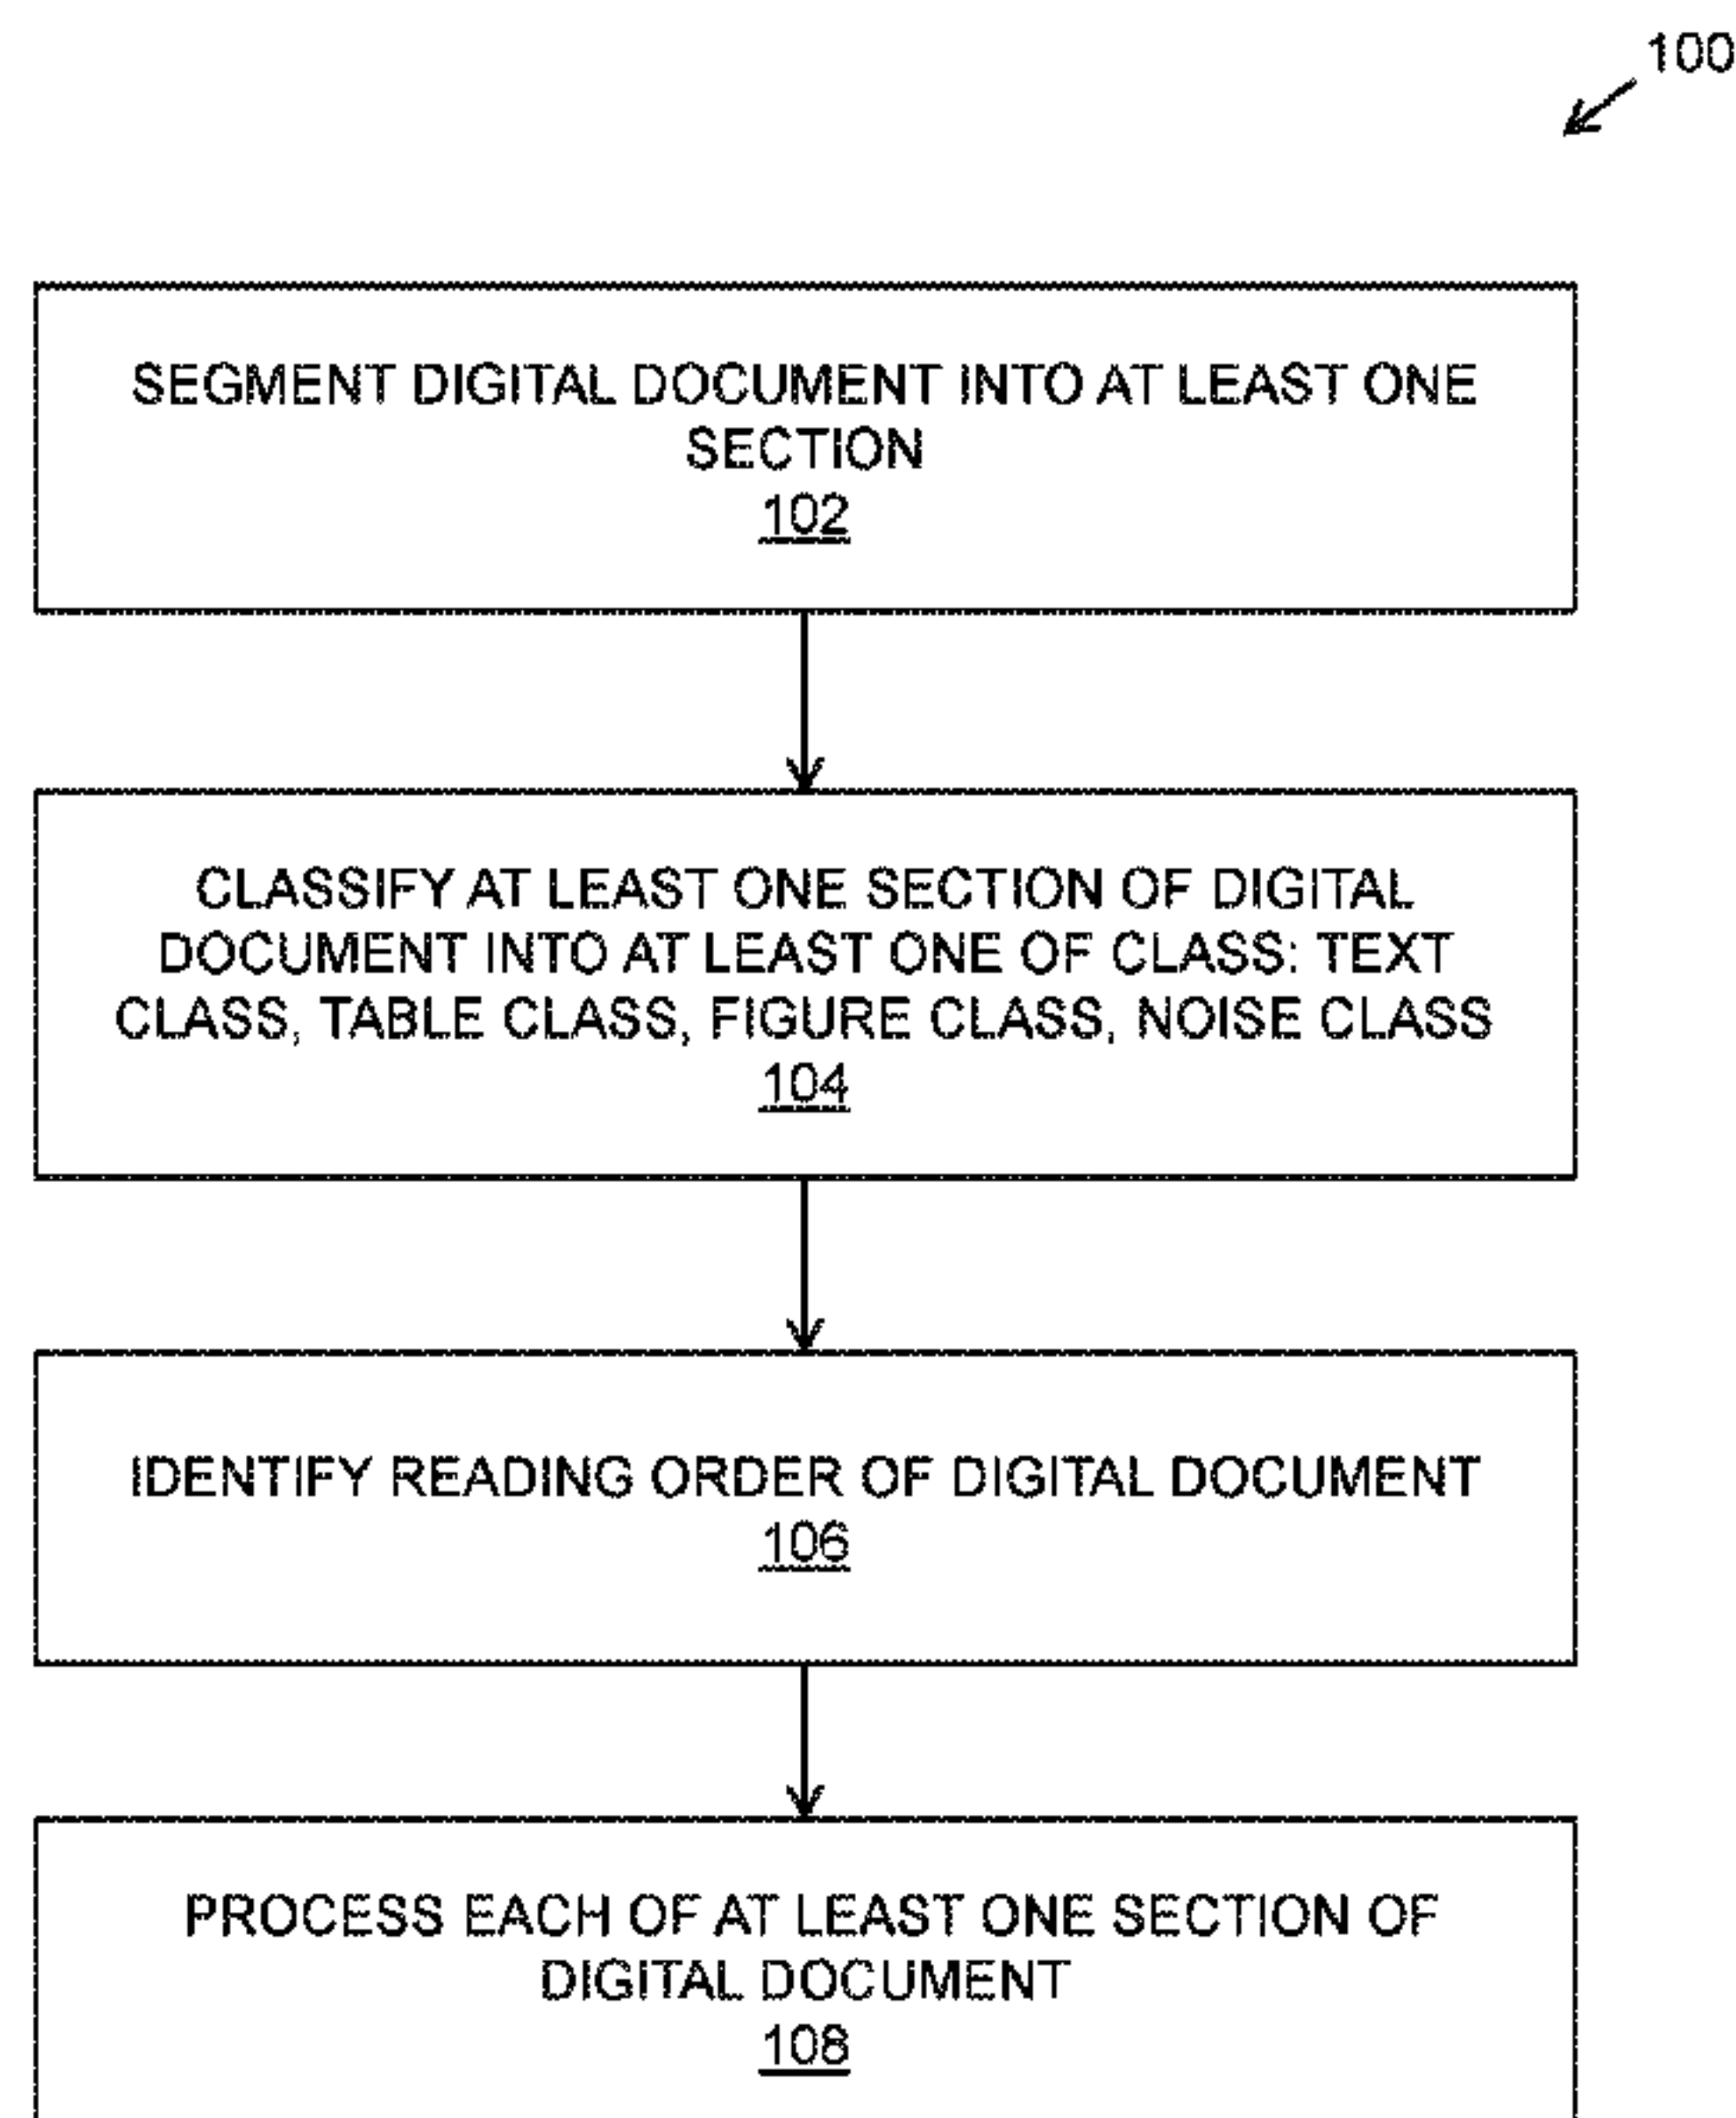 100
SEGMENT DIGITAL DOCUMENT INTO AT LEAST ONE
SECTION
102
CLASSIFY AT LEAST ONE SECTION OF DIGITAL
DOCUMENT INTO AT LEAST ONE OF CLASS: TEXT
CLASS, TABLE CLASS, FIGURE CLASS, NOISE CLASS
104
IDENTIFY READING ORDER OF DIGITAL DOCUMENT
106
PROCESS EACH OF AT LEAST ONE SECTION OF
DIGITAL DOCUMENT
108